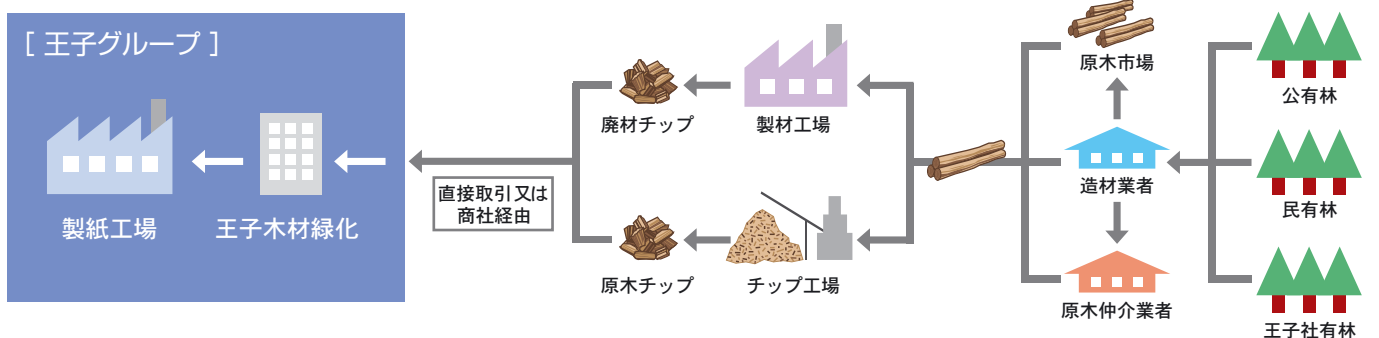 [ 王子グループ ]
製紙工場
王子木材緑化
直接取引又は
商社経由
廃材チップ
原木チップ
製材工場
チップ工場
原木市場
造材業者
原木仲介業者
公有林
民有林
王子社有林